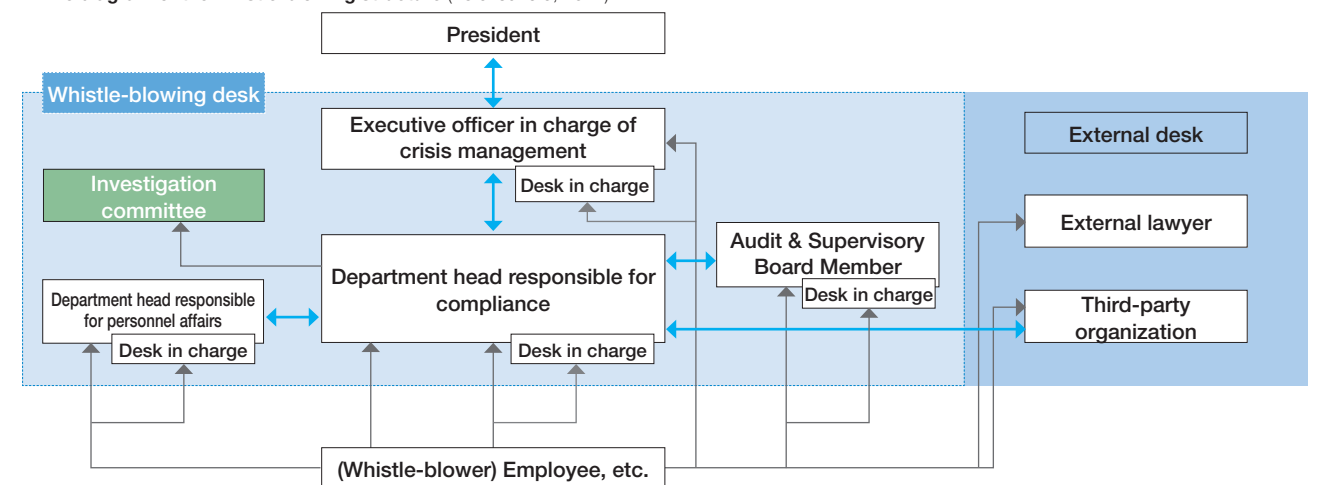 President
Whistle-blowing desk
Executive officer in charge of
crisis management
Desk in charge
External desk
Investigation
committee
External lawyer
Audit & Supervisory
Board Member
Desk in charge
Department head responsible for
compliance
Desk in charge
Department head responsible
for personnel affairs
Desk in charge
Third-party
organization
(Whistle-blower) Employee, etc.